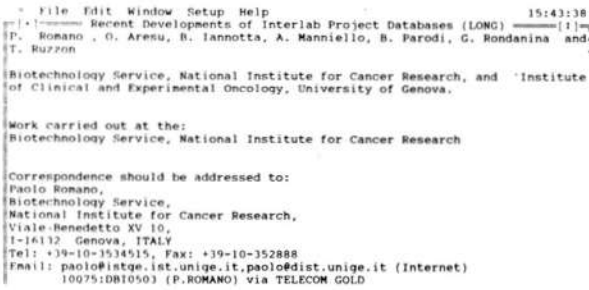 File Edit Window Setup Help 15:43:38
Recent Developments of Interlab Project Databases (LONG)
P. Romano , O. Aresu, B. Iannotta, A. Manniello, B. Parodi, G. Rondanina and
T. Ruzzon
Biotechnology Service, National Institute for Cancer Research, and 'Institute
of Clinical and Experimental Oncology, University of Genova.
Work carried out at the:
Biotechnology Service, National Institute for Cancer Research
Correspondence should be addressed to:
Paolo Romano,
Biotechnology Service,
National Institute for Cancer Research,
Viale Benedetto XV 10,
I-16132 Genova, ITALY
Tel: +39-10-3534515, Fax: +39-10-352888
Email: paolo@istge.ist.unige.it,paolo@dist.unige.it (Internet)
10075:DBI0503 (P.ROMANO) via TELECOM GOLD